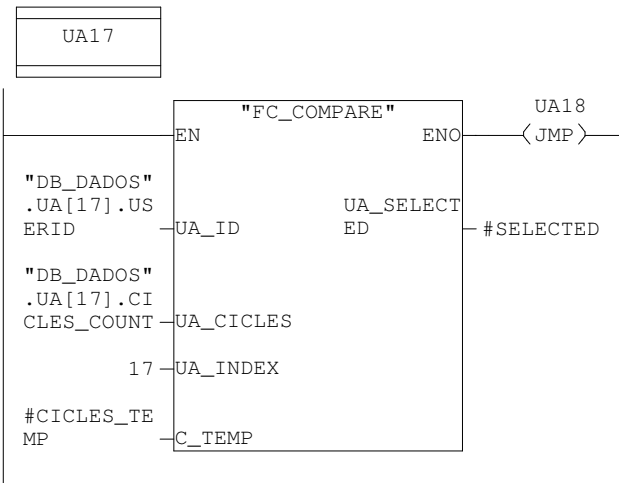 UA17
"FC_COMPARE"
UA18
EN
ENO
JMP
"DB_DADOS"
.UA[17].US
ERID
UA_ID
UA_SELECT
ED
#SELECTED
"DB_DADOS"
.UA[17].CI
CLES_COUNT
UA_CICLES
17
UA_INDEX
#CICLES_TE
MP
C_TEMP